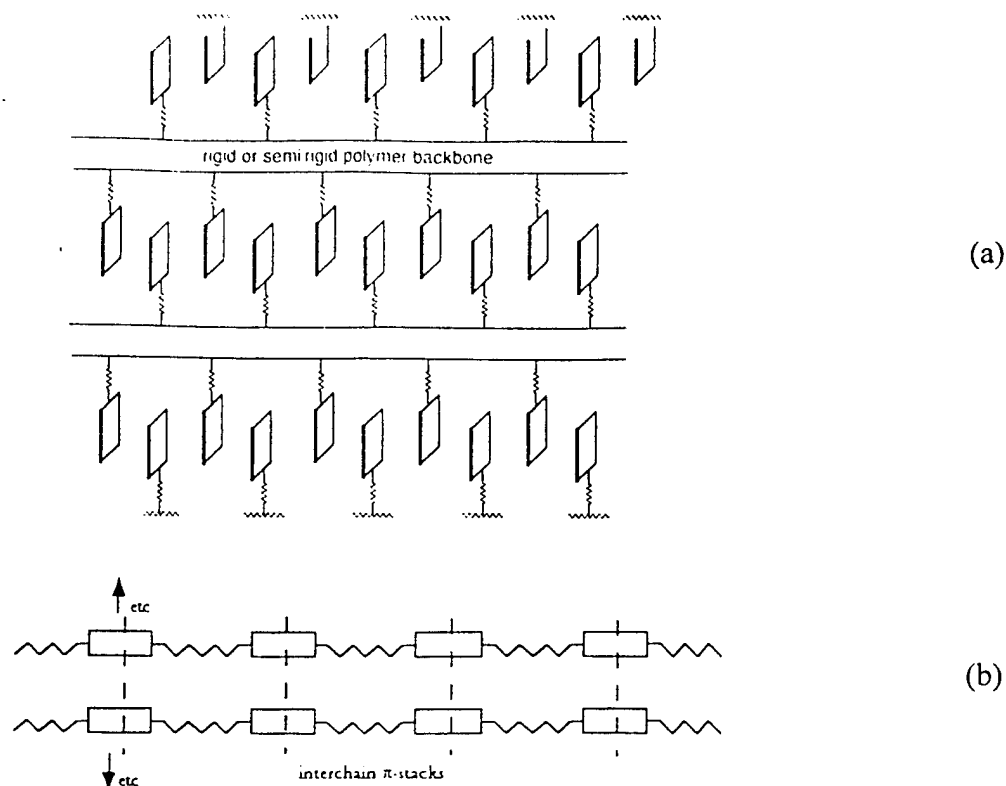 rigid or semi rigid polymer backbone
(a)
etc
(b)
interchain π-stacks
etc